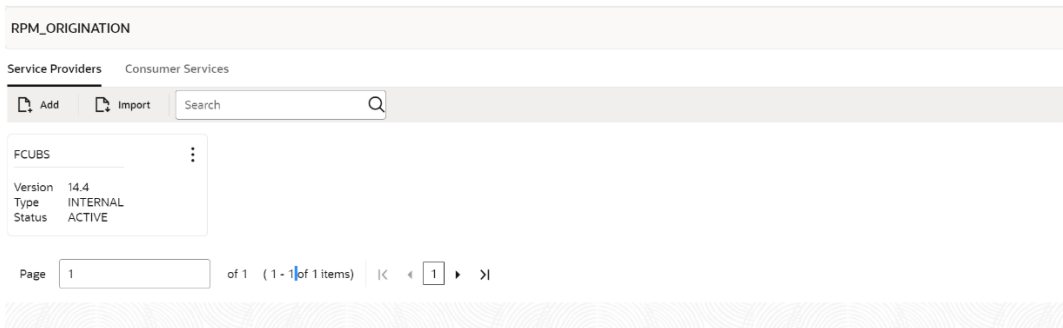 RPM_ORIGINATION
Service Providers Consumer Services
Add Import Search
FCUBS
Version 14.4
Type INTERNAL
Status ACTIVE
Page 1 of 1 ( 1 - 1 of 1 items) 1